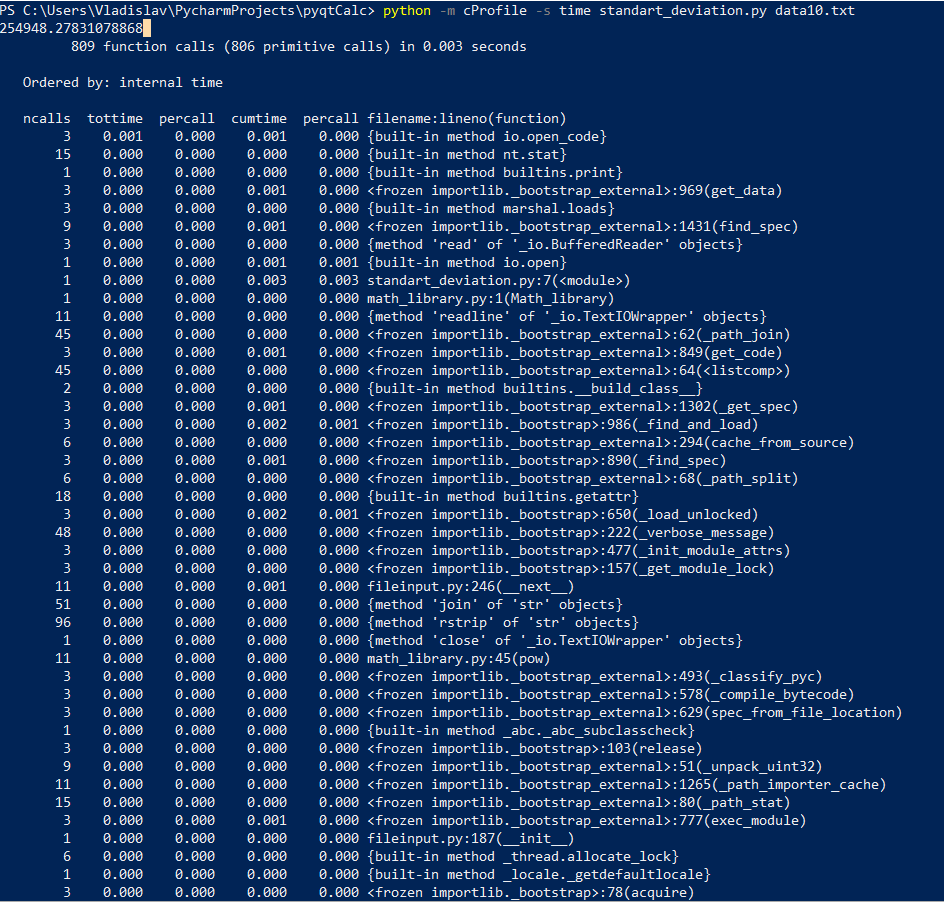 PS C:\Users\Vladislav\PycharmProjects\pyqtCalc> python -m cProfile -s time standart_deviation.py data10.txt
254948.27831078868
809 function calls (806 primitive calls) in 0.003 seconds
Ordered by: internal time
ncalls tottime percall cumtime percall filename:lineno(function)
3 0.001 0.000 0.001 0.000 {built-in method io.open_code}
15 0.000 0.000 0.000 0.000 {built-in method nt.stat}
1 0.000 0.000 0.000 0.000 {built-in method builtins.print}
3 0.000 0.000 0.001 0.000 <frozen importlib._bootstrap_external>:969(get_data)
3 0.000 0.000 0.000 0.000 {built-in method marshal.loads}
9 0.000 0.000 0.001 0.000 <frozen importlib._bootstrap_external>:1431(find_spec)
3 0.000 0.000 0.000 0.000 {method 'read' of '_io.BufferedReader' objects}
1 0.000 0.000 0.001 0.001 {built-in method io.open}
1 0.000 0.000 0.003 0.003 standart_deviation.py:7(<module>)
1 0.000 0.000 0.000 0.000 math_library.py:1(Math_library)
11 0.000 0.000 0.000 0.000 {method 'readline' of '_io.TextIOWrapper' objects}
45 0.000 0.000 0.000 0.000 <frozen importlib._bootstrap_external>:62(_path_join)
3 0.000 0.000 0.001 0.000 <frozen importlib._bootstrap_external>:849(get_code)
45 0.000 0.000 0.000 0.000 <frozen importlib._bootstrap_external>:64(<listcomp>)
2 0.000 0.000 0.000 0.000 {built-in method builtins.__build_class__}
3 0.000 0.000 0.001 0.000 <frozen importlib._bootstrap_external>:1302(_get_spec)
3 0.000 0.000 0.002 0.001 <frozen importlib._bootstrap>:986(_find_and_load)
6 0.000 0.000 0.000 0.000 <frozen importlib._bootstrap_external>:294(cache_from_source)
3 0.000 0.000 0.001 0.000 <frozen importlib._bootstrap>:890(_find_spec)
6 0.000 0.000 0.000 0.000 <frozen importlib._bootstrap_external>:68(_path_split)
18 0.000 0.000 0.000 0.000 {built-in method builtins.getattr}
3 0.000 0.000 0.002 0.001 <frozen importlib._bootstrap>:650(_load_unlocked)
48 0.000 0.000 0.000 0.000 <frozen importlib._bootstrap>:222(_verbose_message)
3 0.000 0.000 0.000 0.000 <frozen importlib._bootstrap>:477(_init_module_attrs)
3 0.000 0.000 0.000 0.000 <frozen importlib._bootstrap>:157(_get_module_lock)
11 0.000 0.000 0.001 0.000 fileinput.py:246(__next__)
51 0.000 0.000 0.000 0.000 {method 'join' of 'str' objects}
96 0.000 0.000 0.000 0.000 {method 'rstrip' of 'str' objects}
1 0.000 0.000 0.000 0.000 {method 'close' of '_io.TextIOWrapper' objects}
11 0.000 0.000 0.000 0.000 math_library.py:45(pow)
3 0.000 0.000 0.000 0.000 <frozen importlib._bootstrap_external>:493(_classify_pyc)
3 0.000 0.000 0.000 0.000 <frozen importlib._bootstrap_external>:578(_compile_bytecode)
3 0.000 0.000 0.000 0.000 <frozen importlib._bootstrap_external>:629(spec_from_file_location)
1 0.000 0.000 0.000 0.000 {built-in method _abc._abc_subclasscheck}
3 0.000 0.000 0.000 0.000 <frozen importlib._bootstrap>:103(release)
9 0.000 0.000 0.000 0.000 <frozen importlib._bootstrap_external>:51(_unpack_uint32)
11 0.000 0.000 0.000 0.000 <frozen importlib._bootstrap_external>:1265(_path_importer_cache)
15 0.000 0.000 0.000 0.000 <frozen importlib._bootstrap_external>:80(_path_stat)
3 0.000 0.000 0.001 0.000 <frozen importlib._bootstrap_external>:777(exec_module)
1 0.000 0.000 0.000 0.000 fileinput.py:187(__init__)
6 0.000 0.000 0.000 0.000 {built-in method _thread.allocate_lock}
1 0.000 0.000 0.000 0.000 {built-in method _locale._getdefaultlocale}
3 0.000 0.000 0.000 0.000 <frozen importlib._bootstrap>:78(acquire)